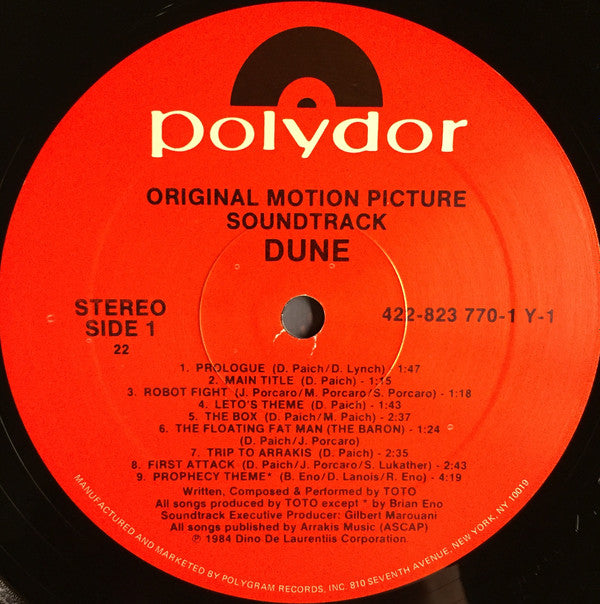 polydor
ORIGINAL MOTION PICTURE
SOUNDTRACK
DUNE
STEREO
SIDE 1
22
422-823 770-1 Y-1
1. PROLOGUE (D. Paich/D. Lynch) - 1:47
2. MAIN TITLE (D. Paich) - 1:15
3. ROBOT FIGHT (J. Porcaro/M. Porcaro/S. Porcaro) - 1:18
4. LETO'S THEME (D. Paich) - 1:43
5. THE BOX (D. Paich/M. Paich) - 2:37
6. THE FLOATING FAT MAN (THE BARON) - 1:24
(D. Paich/J. Porcaro)
7. TRIP TO ARRAKIS (D. Paich) - 2:35
8. FIRST ATTACK (D. Paich/J. Porcaro/S. Lukather) - 2:43
9. PROPHECY THEME* (B. Eno/D. Lanois/R. Eno) - 4:19
Written, Composed & Performed by TOTO
All songs produced by TOTO except * by Brian Eno
Soundtrack Executive Producer: Gilbert Marouani
All songs published by Arrakis Music (ASCAP)
℗ 1984 Dino De Laurentiis Corporation
MANUFACTURED AND MARKETED BY POLYGRAM RECORDS, INC. 810 SEVENTH AVENUE, NEW YORK, NY 10019